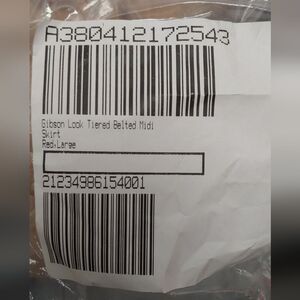 A380412172543
Gibson Look Tiered Belted Midi
Skirt
Red,Large
21234986154001